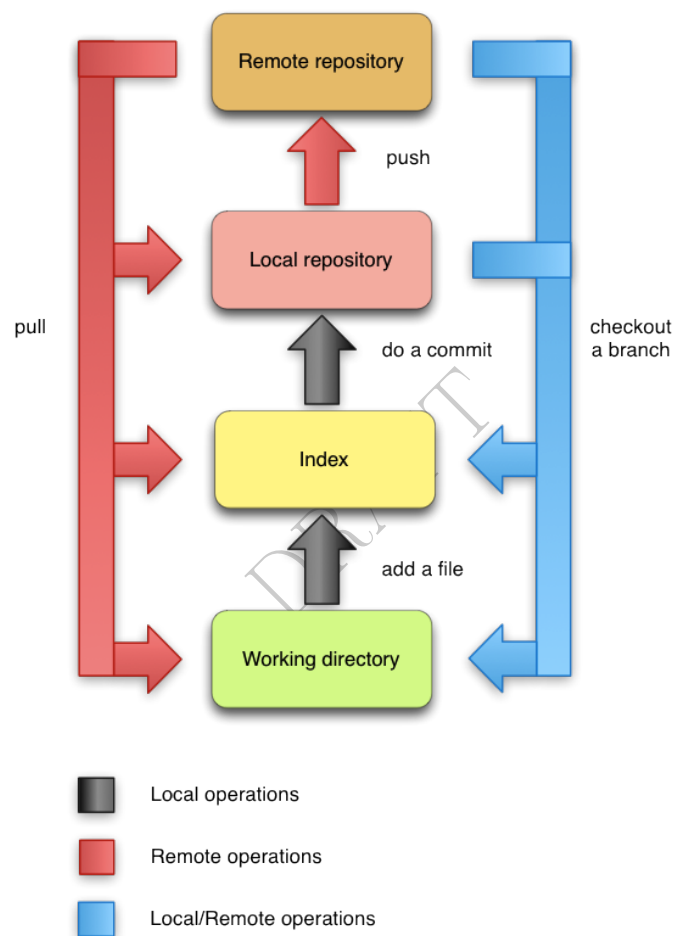 Remote repository
push
Local repository
pull
do a commit
checkout
a branch
Index
DRAFT
add a file
Working directory
Local operations
Remote operations
Local/Remote operations